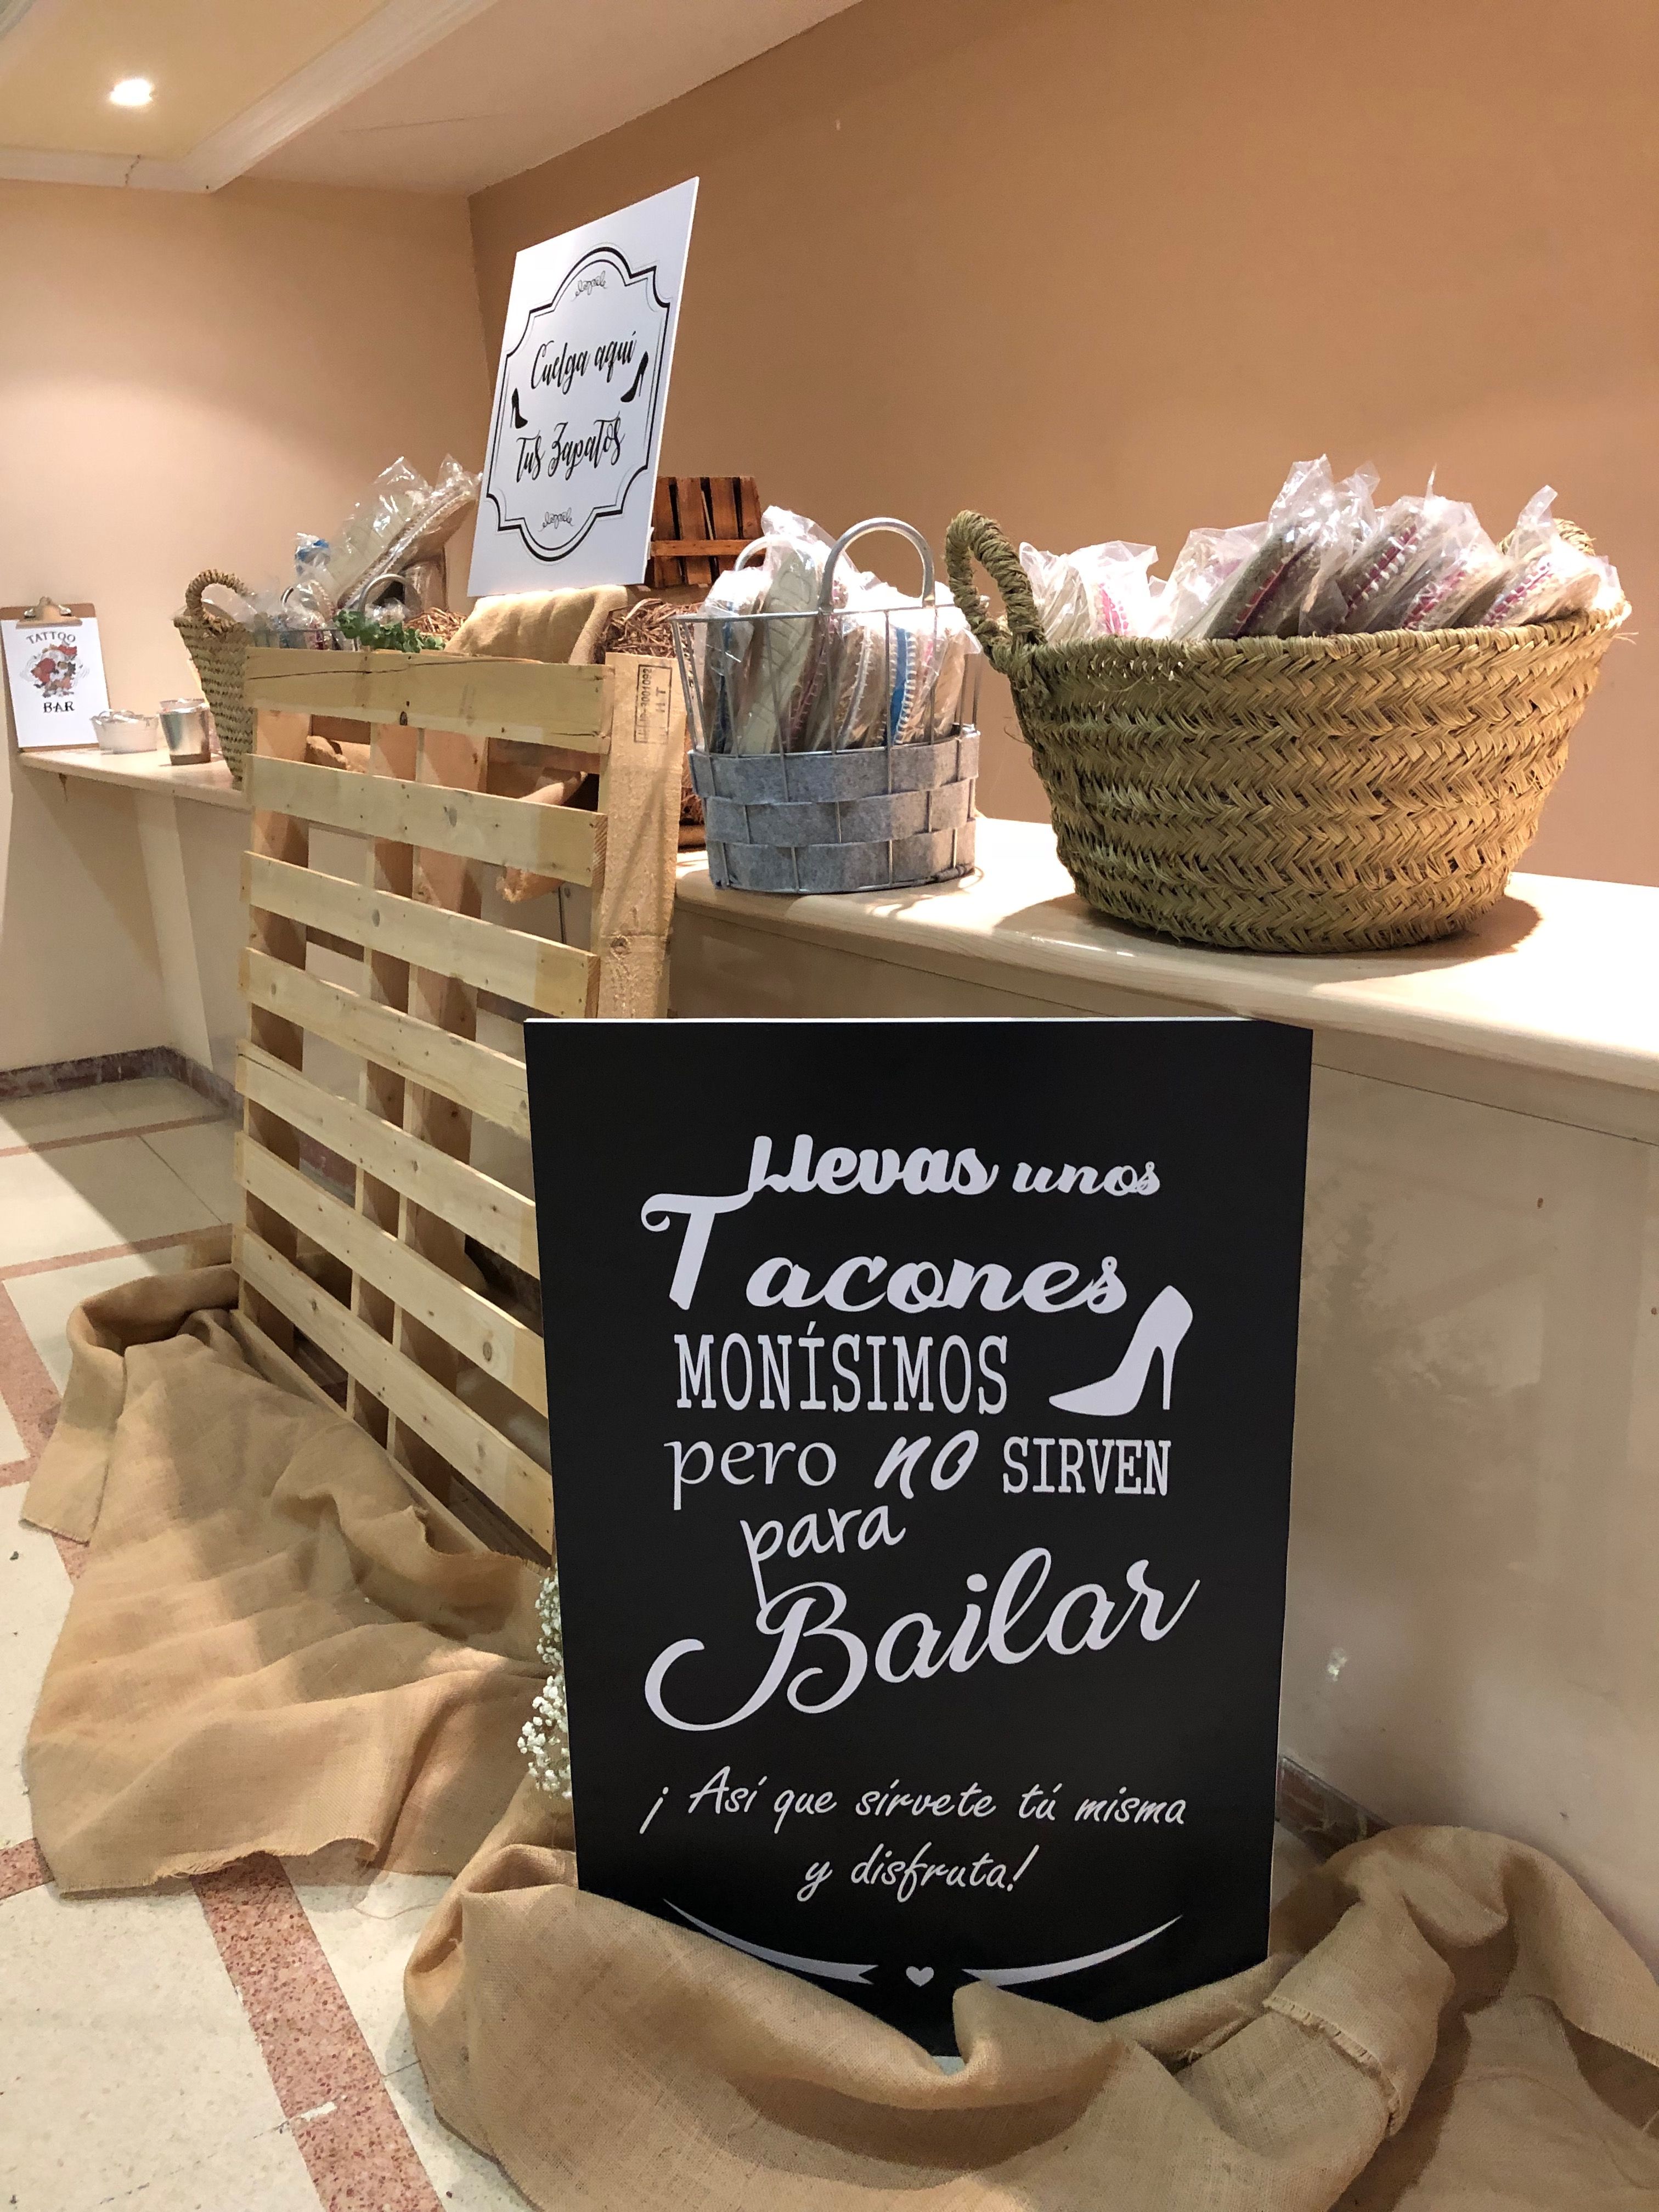 Cuelga aquí
Tus Zapatos
TATTOO
BAR
Llevas unos
Tacones
MONÍSIMOS
pero no SIRVEN
para
Bailar
¡Así que sírvete tú misma
y disfruta!